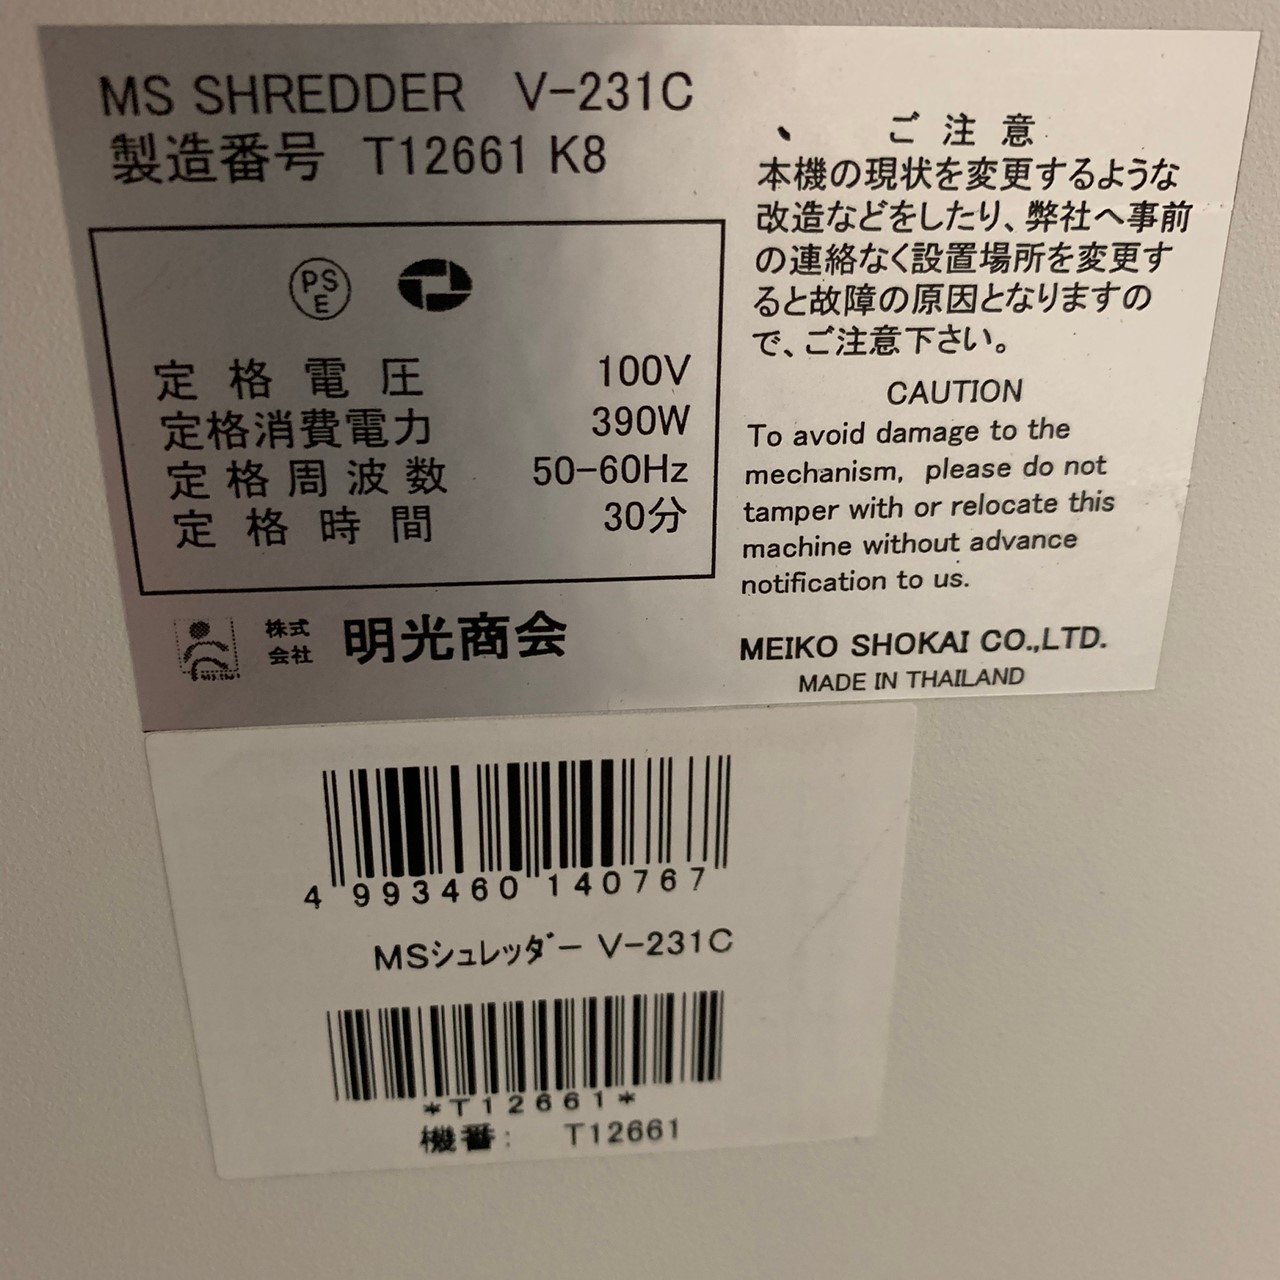 MS SHREDDER V-231C
製造番号 T12661 K8
PS
E
定格電圧 100V
定格消費電力 390W
定格周波数 50-60Hz
定格時間 30分
株式
会社 明光商会
ご注意
本機の現状を変更するような
改造などをしたり、弊社へ事前
の連絡なく設置場所を変更す
ると故障の原因となりますの
で、ご注意下さい。
CAUTION
To avoid damage to the
mechanism, please do not
tamper with or relocate this
machine without advance
notification to us.
MEIKO SHOKAI CO.,LTD.
MADE IN THAILAND
4 993460 140767
MSシュレッダー V-231C
*T12661*
機番: T12661